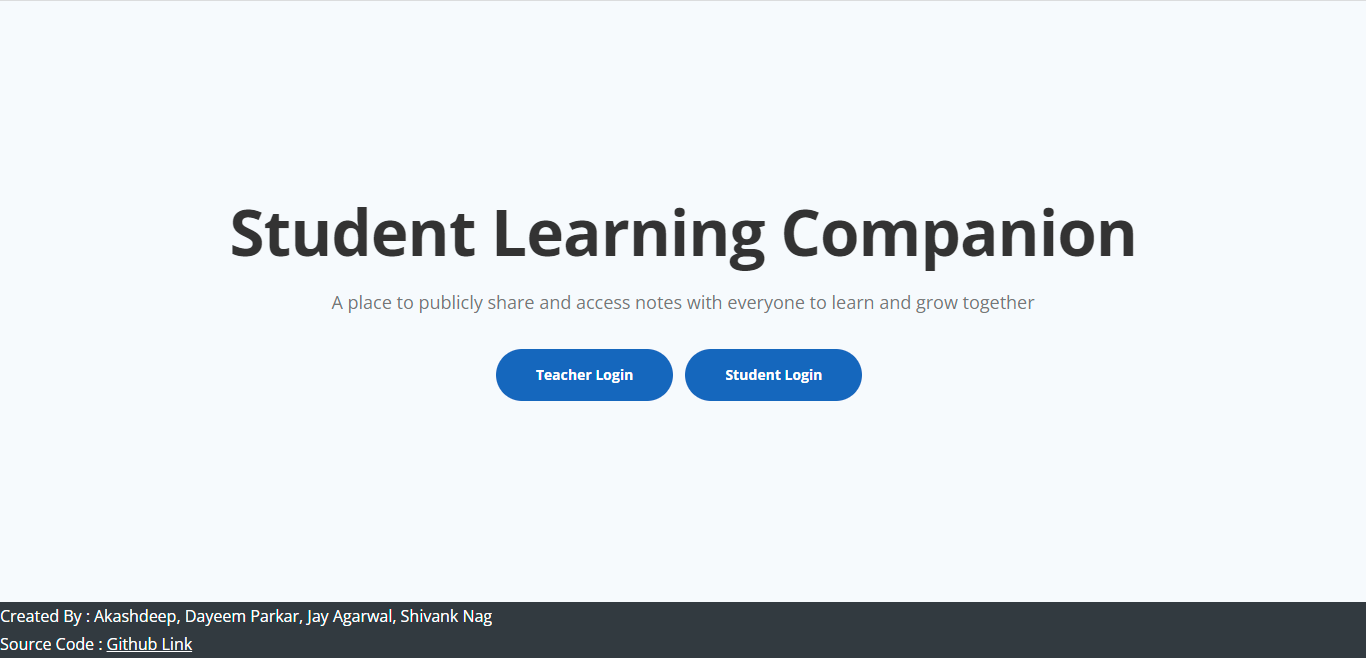 Student Learning Companion
A place to publicly share and access notes with everyone to learn and grow together
Teacher Login Student Login
Created By : Akashdeep, Dayeem Parkar, Jay Agarwal, Shivank Nag
Source Code : Github Link